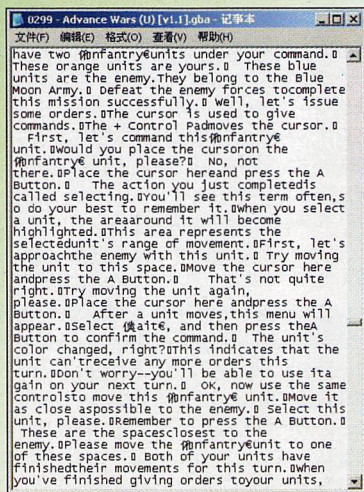 0299 - Advance Wars (U) [v1.1].gba - 记事本
文件(F) 编辑(E) 格式(O) 查看(V) 帮助(H)
have two 俷nfantry€units under your command.
These orange units are yours. These blue
units are the enemy.They belong to the Blue
Moon Army. Defeat the enemy forces tocomplete
this mission successfully. Well, let's issue
some orders.The cursor is used to give
commands.The + Control Padmoves the cursor.
First, let's command this俷nfantry€
unit.Would you place the cursoron the
俷nfantry€ unit, please? No, not
there.Place the cursor hereand press the A
Button. The action you just completedis
called selecting.You'll see this term often,s
o do your best to remember it.When you select
a unit, the areaaround it will become
highlighted.This area represents the
selectedunit's range of movement.First, let's
approachthe enemy with this unit. Try moving
the unit to this space.Move the cursor here
andpress the A Button. That's not quite
right.Try moving the unit again,
please.Place the cursor here andpress the A
Button. After a unit moves,this menu will
appear.Select 僕ait€, and then press theA
Button to confirm the command. The unit's
color changed, right?This indicates that the
unit can'treceive any more orders this
turn.Don't worry--you'll be able to use ita
gain on your next turn. OK, now use the same
controlsto move this 俷nfantry€ unit.Move it
as close aspossible to the enemy. Select this
unit, please.Remember to press the A Button.
These are the spacesclosest to the
enemy.Please move the 俷nfantry€unit to one
of these spaces. Both of your units have
finishedtheir movements for this turn.When
you've finished giving orders toyour units,